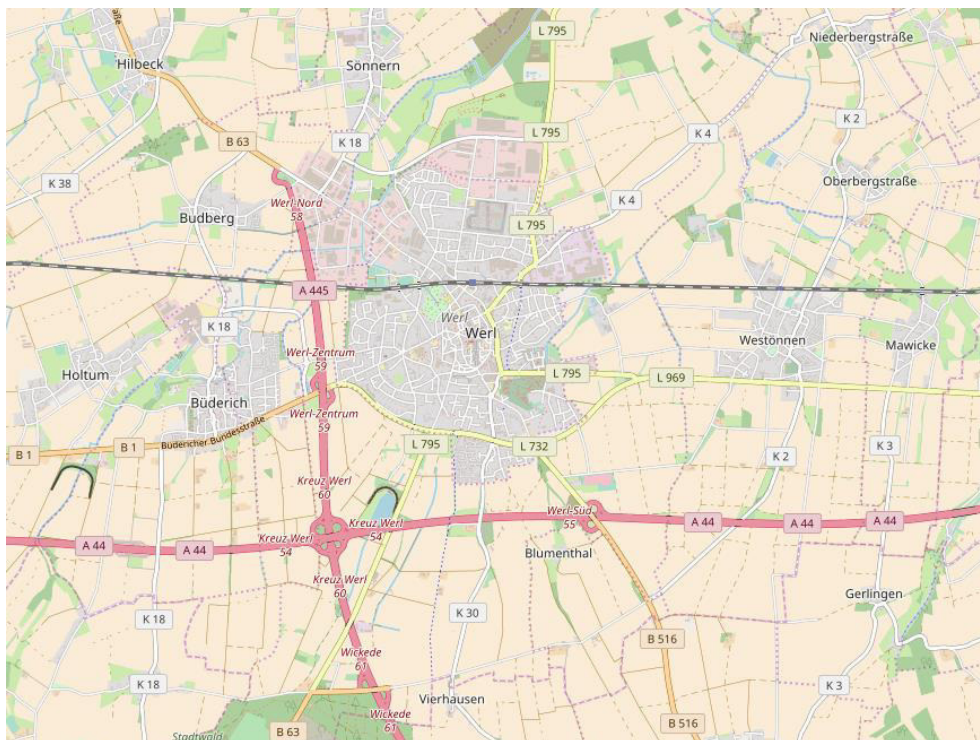 straße
L 795
Niederbergstraße
Hilbeck
Sönnern
B 63
K 18
L 795
K 4
K 2
K 38
Oberbergstraße
Werl-Nord
58
K 4
Budberg
L 795
A 445
K 18
Werl
Werl
Westönnen
Mawicke
Werl-Zentrum
59
Holtum
L 795
L 969
Büderich
Werl-Zentrum
59
Büdericher Bundesstraße
B 1
B 1
L 795
L 732
K 3
K 2
Kreuz Werl
60
Werl-Süd
55
Kreuz Werl
54
Kreuz Werl
54
A 44
A 44
A 44
A 44
A 44
Blumenthal
Kreuz Werl
60
Gerlingen
K 18
K 30
B 516
Wickede
61
K 18
K 3
Vierhausen
Wickede
61
B 63
B 516
Stadtwald